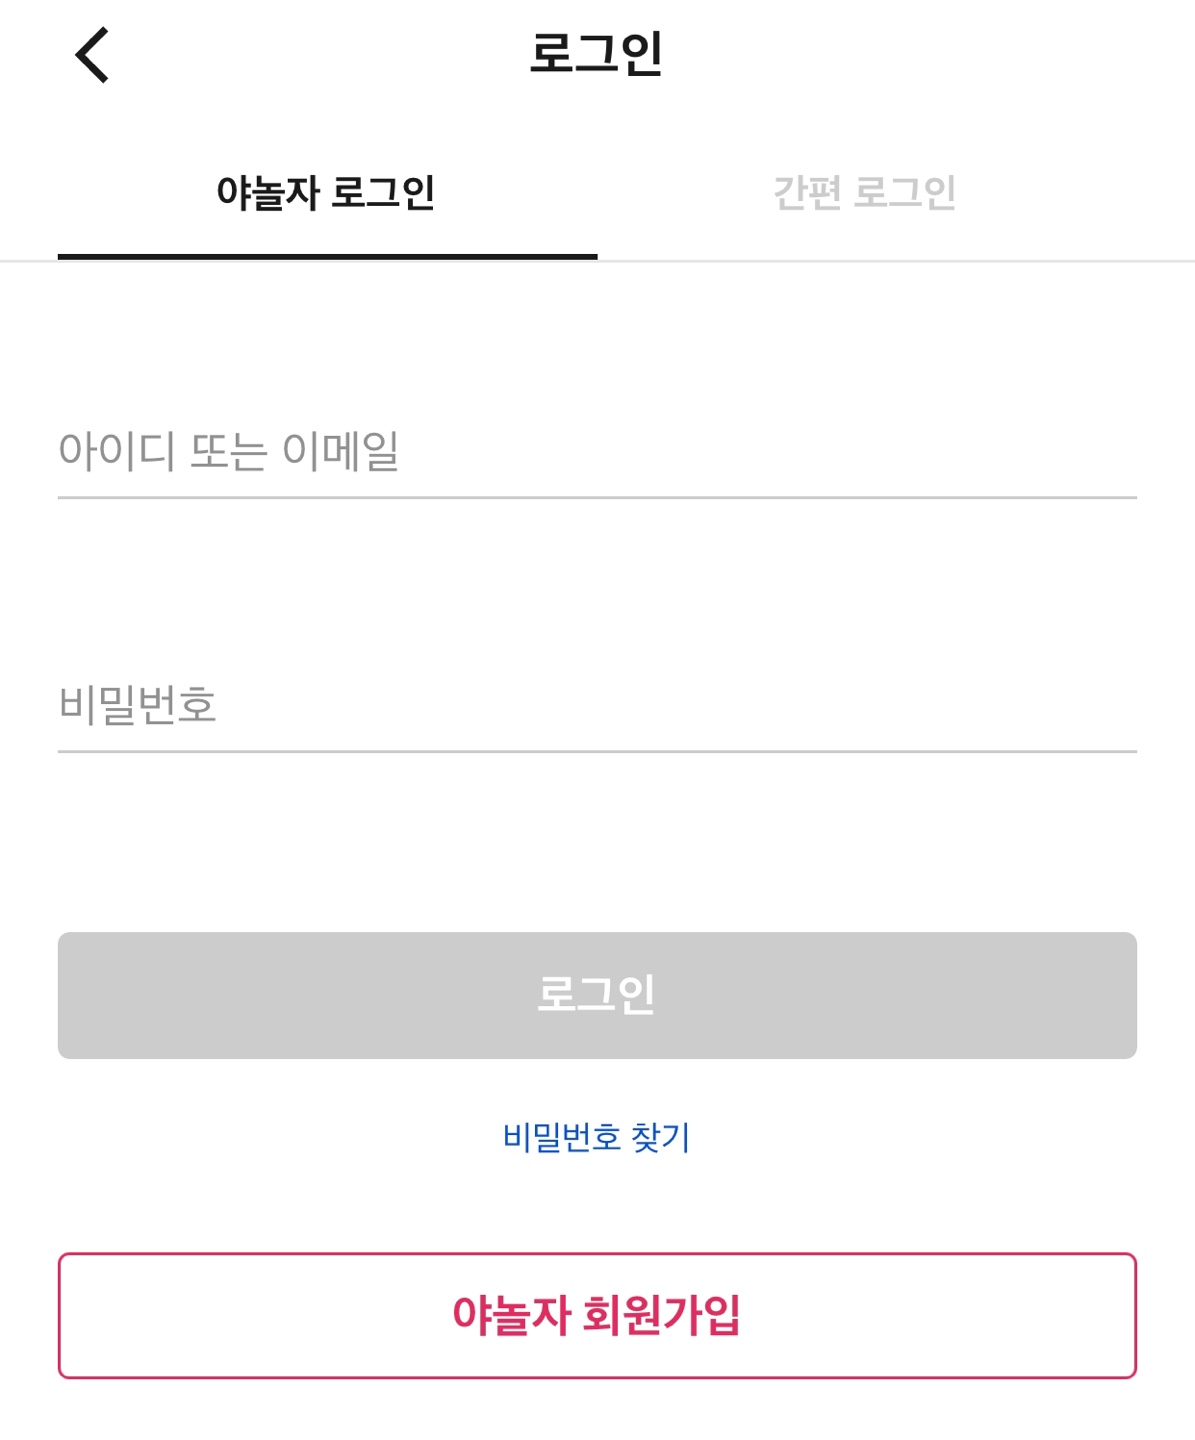 로그인
야놀자 로그인
간편 로그인
아이디 또는 이메일
비밀번호
로그인
비밀번호 찾기
야놀자 회원가입